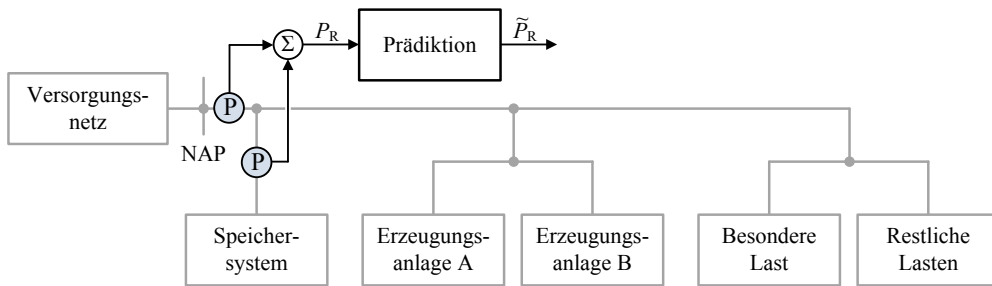 Σ
P_R
Prädiktion
P̃_R
Versorgungs-
netz
P
NAP
P
Speicher-
system
Erzeugungs-
anlage A
Erzeugungs-
anlage B
Besondere
Last
Restliche
Lasten